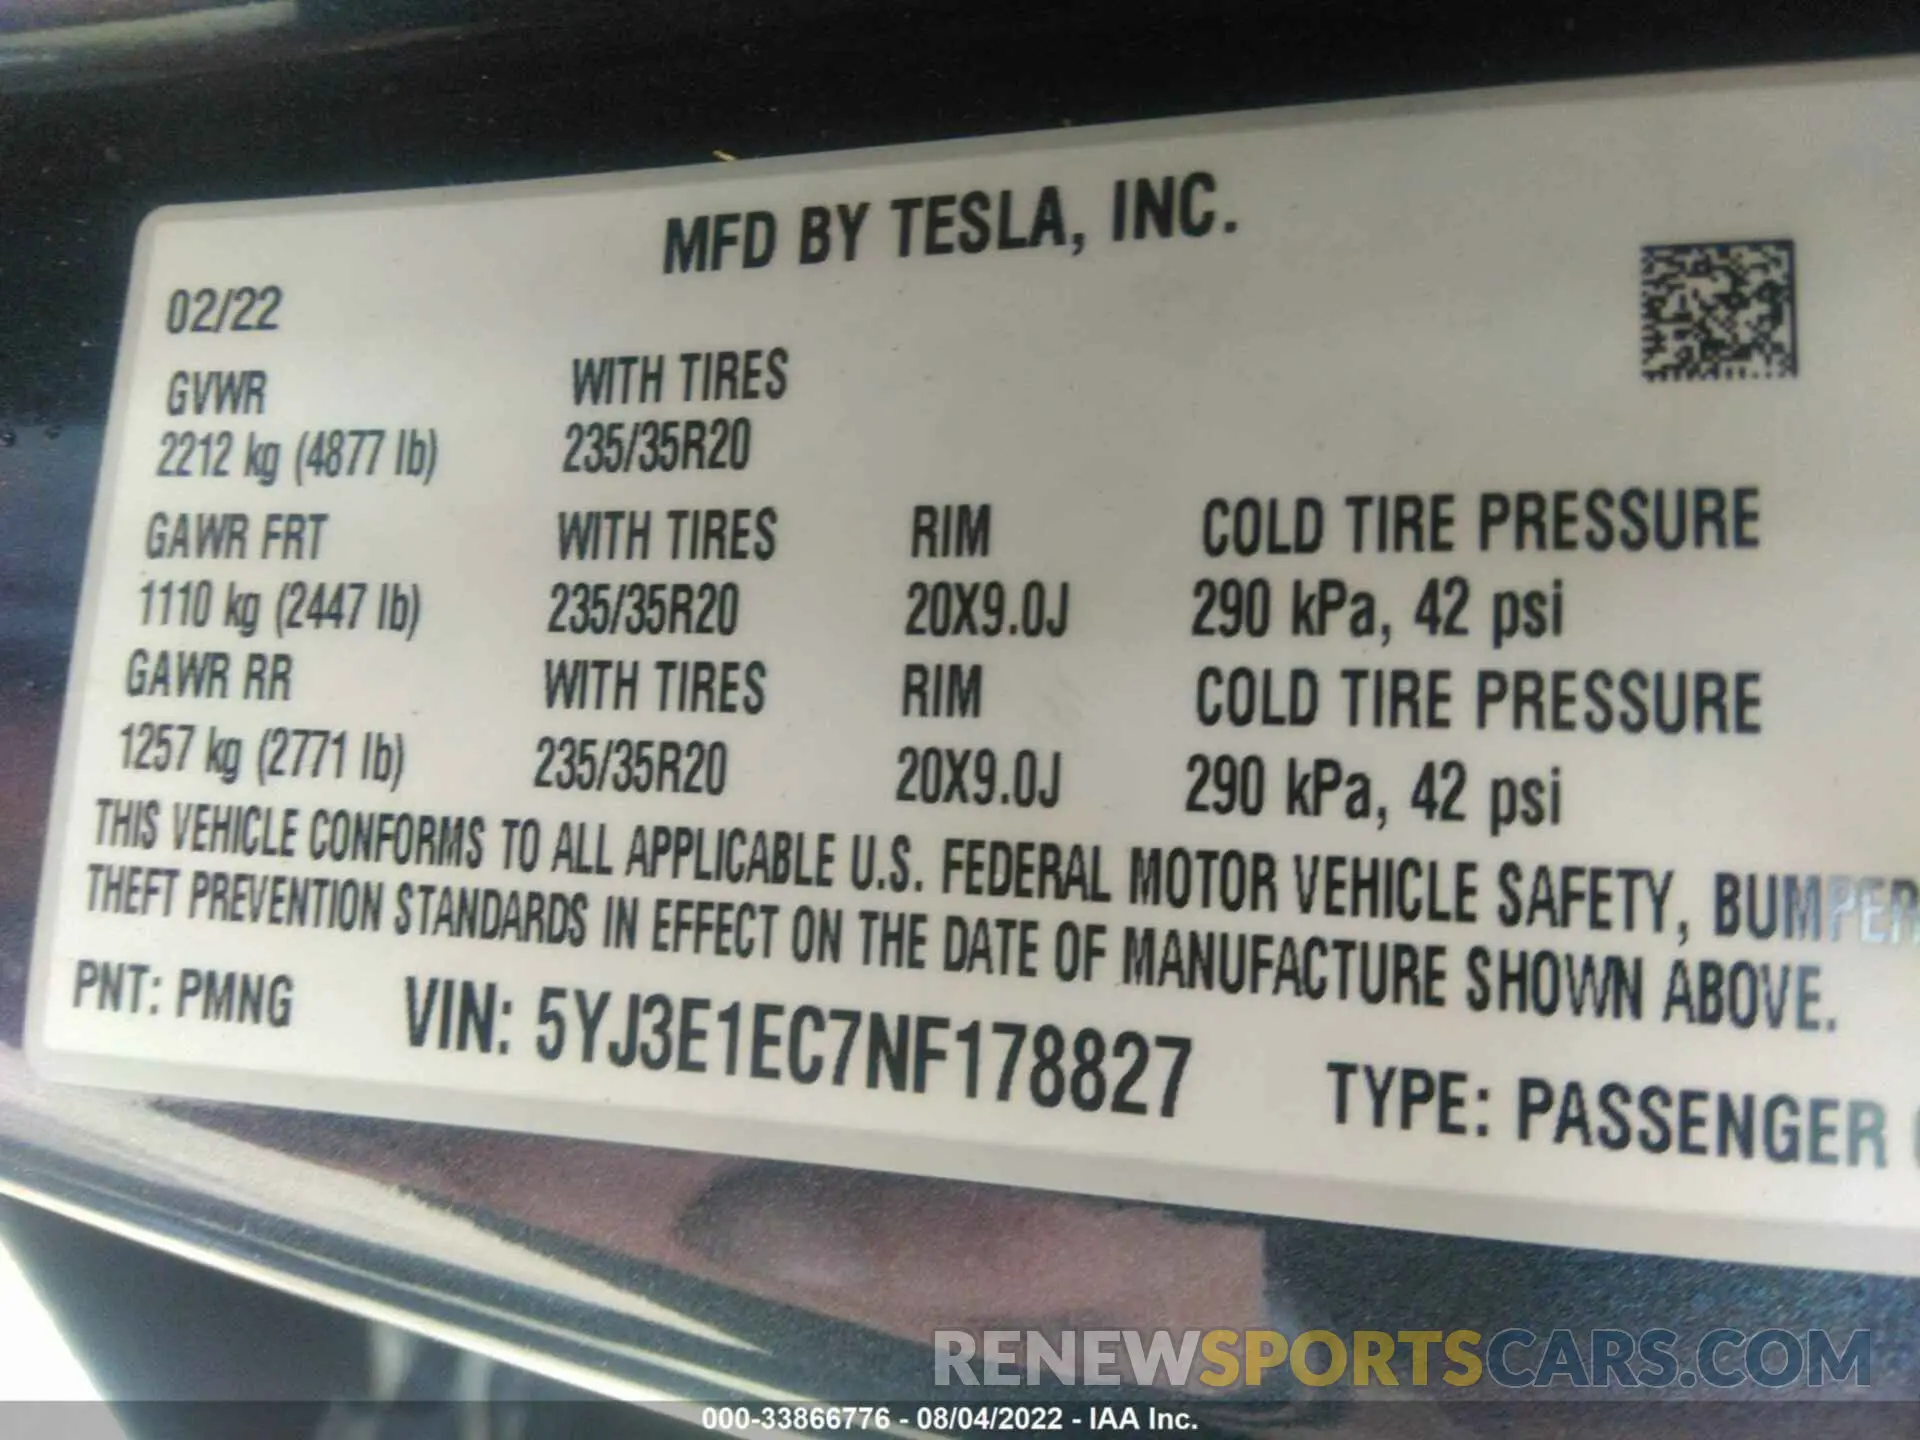 MFD BY TESLA, INC.
02/22
GVWR WITH TIRES
2212 kg (4877 lb) 235/35R20
GAWR FRT WITH TIRES RIM COLD TIRE PRESSURE
1110 kg (2447 lb) 235/35R20 20X9.0J 290 kPa, 42 psi
GAWR RR WITH TIRES RIM COLD TIRE PRESSURE
1257 kg (2771 lb) 235/35R20 20X9.0J 290 kPa, 42 psi
THIS VEHICLE CONFORMS TO ALL APPLICABLE U.S. FEDERAL MOTOR VEHICLE SAFETY, BUMPER
THEFT PREVENTION STANDARDS IN EFFECT ON THE DATE OF MANUFACTURE SHOWN ABOVE.
PNT: PMNG VIN: 5YJ3E1EC7NF178827 TYPE: PASSENGER
RENEWSPORTSCARS.COM
000-33866776 - 08/04/2022 - IAA Inc.